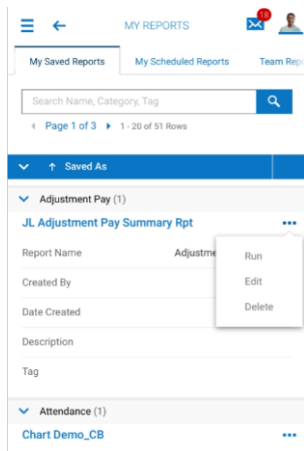 MY REPORTS
18
My Saved Reports My Scheduled Reports Team Repo
Search Name, Category, Tag
Page 1 of 3 1 - 20 of 51 Rows
Saved As
Adjustment Pay (1)
JL Adjustment Pay Summary Rpt
Report Name Adjustme
Run
Created By
Edit
Date Created
Delete
Description
Tag
Attendance (1)
Chart Demo_CB